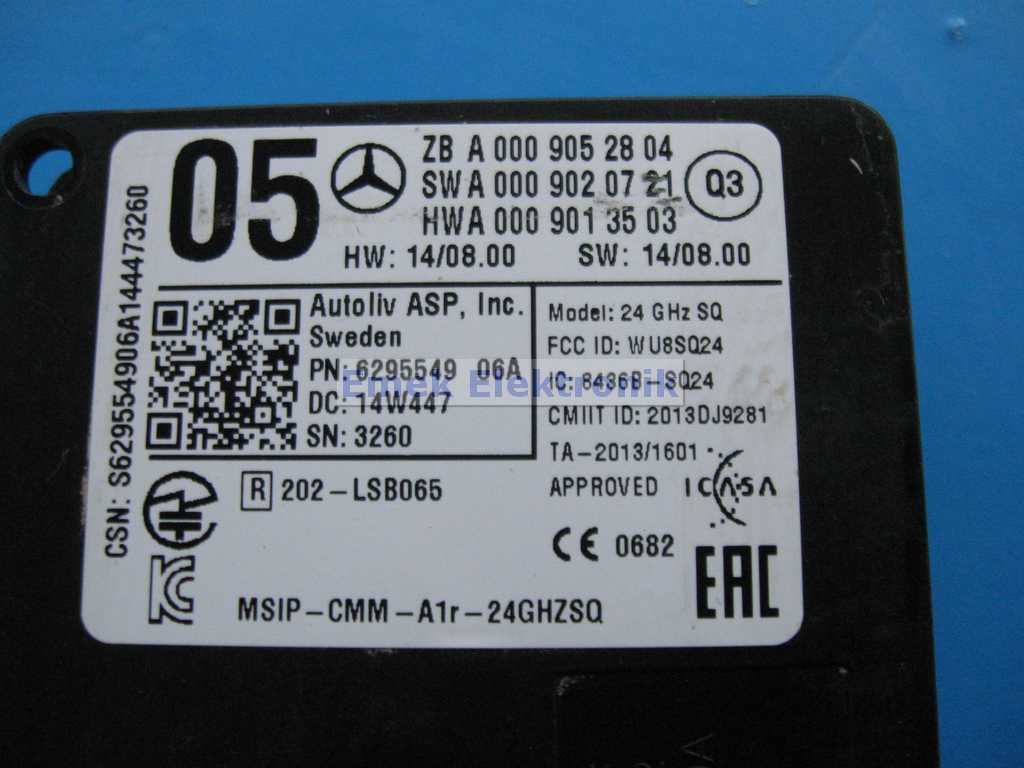 05
ZB A 000 905 28 04
SW A 000 902 07 21
HWA 000 901 35 03
Q3
HW: 14/08.00 SW: 14/08.00
CSN: S629554906A144473260
Autoliv ASP, Inc.
Sweden
PN: 6295549 06A
DC: 14W447
SN: 3260
Model: 24 GHz SQ
FCC ID: WU8SQ24
IC: 8436B-SQ24
CMIIT ID: 2013DJ9281
TA-2013/1601
APPROVED ICASA
R 202-LSB065
CE 0682
EAC
KC
MSIP-CMM-A1r-24GHZSQ
Emek Elektronik